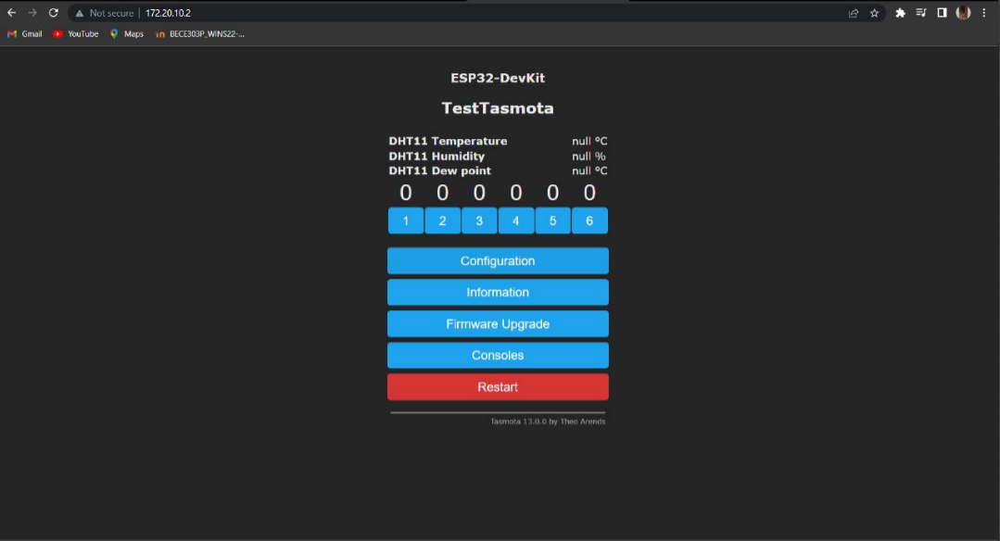 Not secure | 172.20.10.2
Gmail YouTube Maps BECE303P_WINS22-...
ESP32-DevKit
TestTasmota
DHT11 Temperature null °C
DHT11 Humidity null %
DHT11 Dew point null °C
0 0 0 0 0 0
1 2 3 4 5 6
Configuration
Information
Firmware Upgrade
Consoles
Restart
Tasmota 13.0.0 by Theo Arends